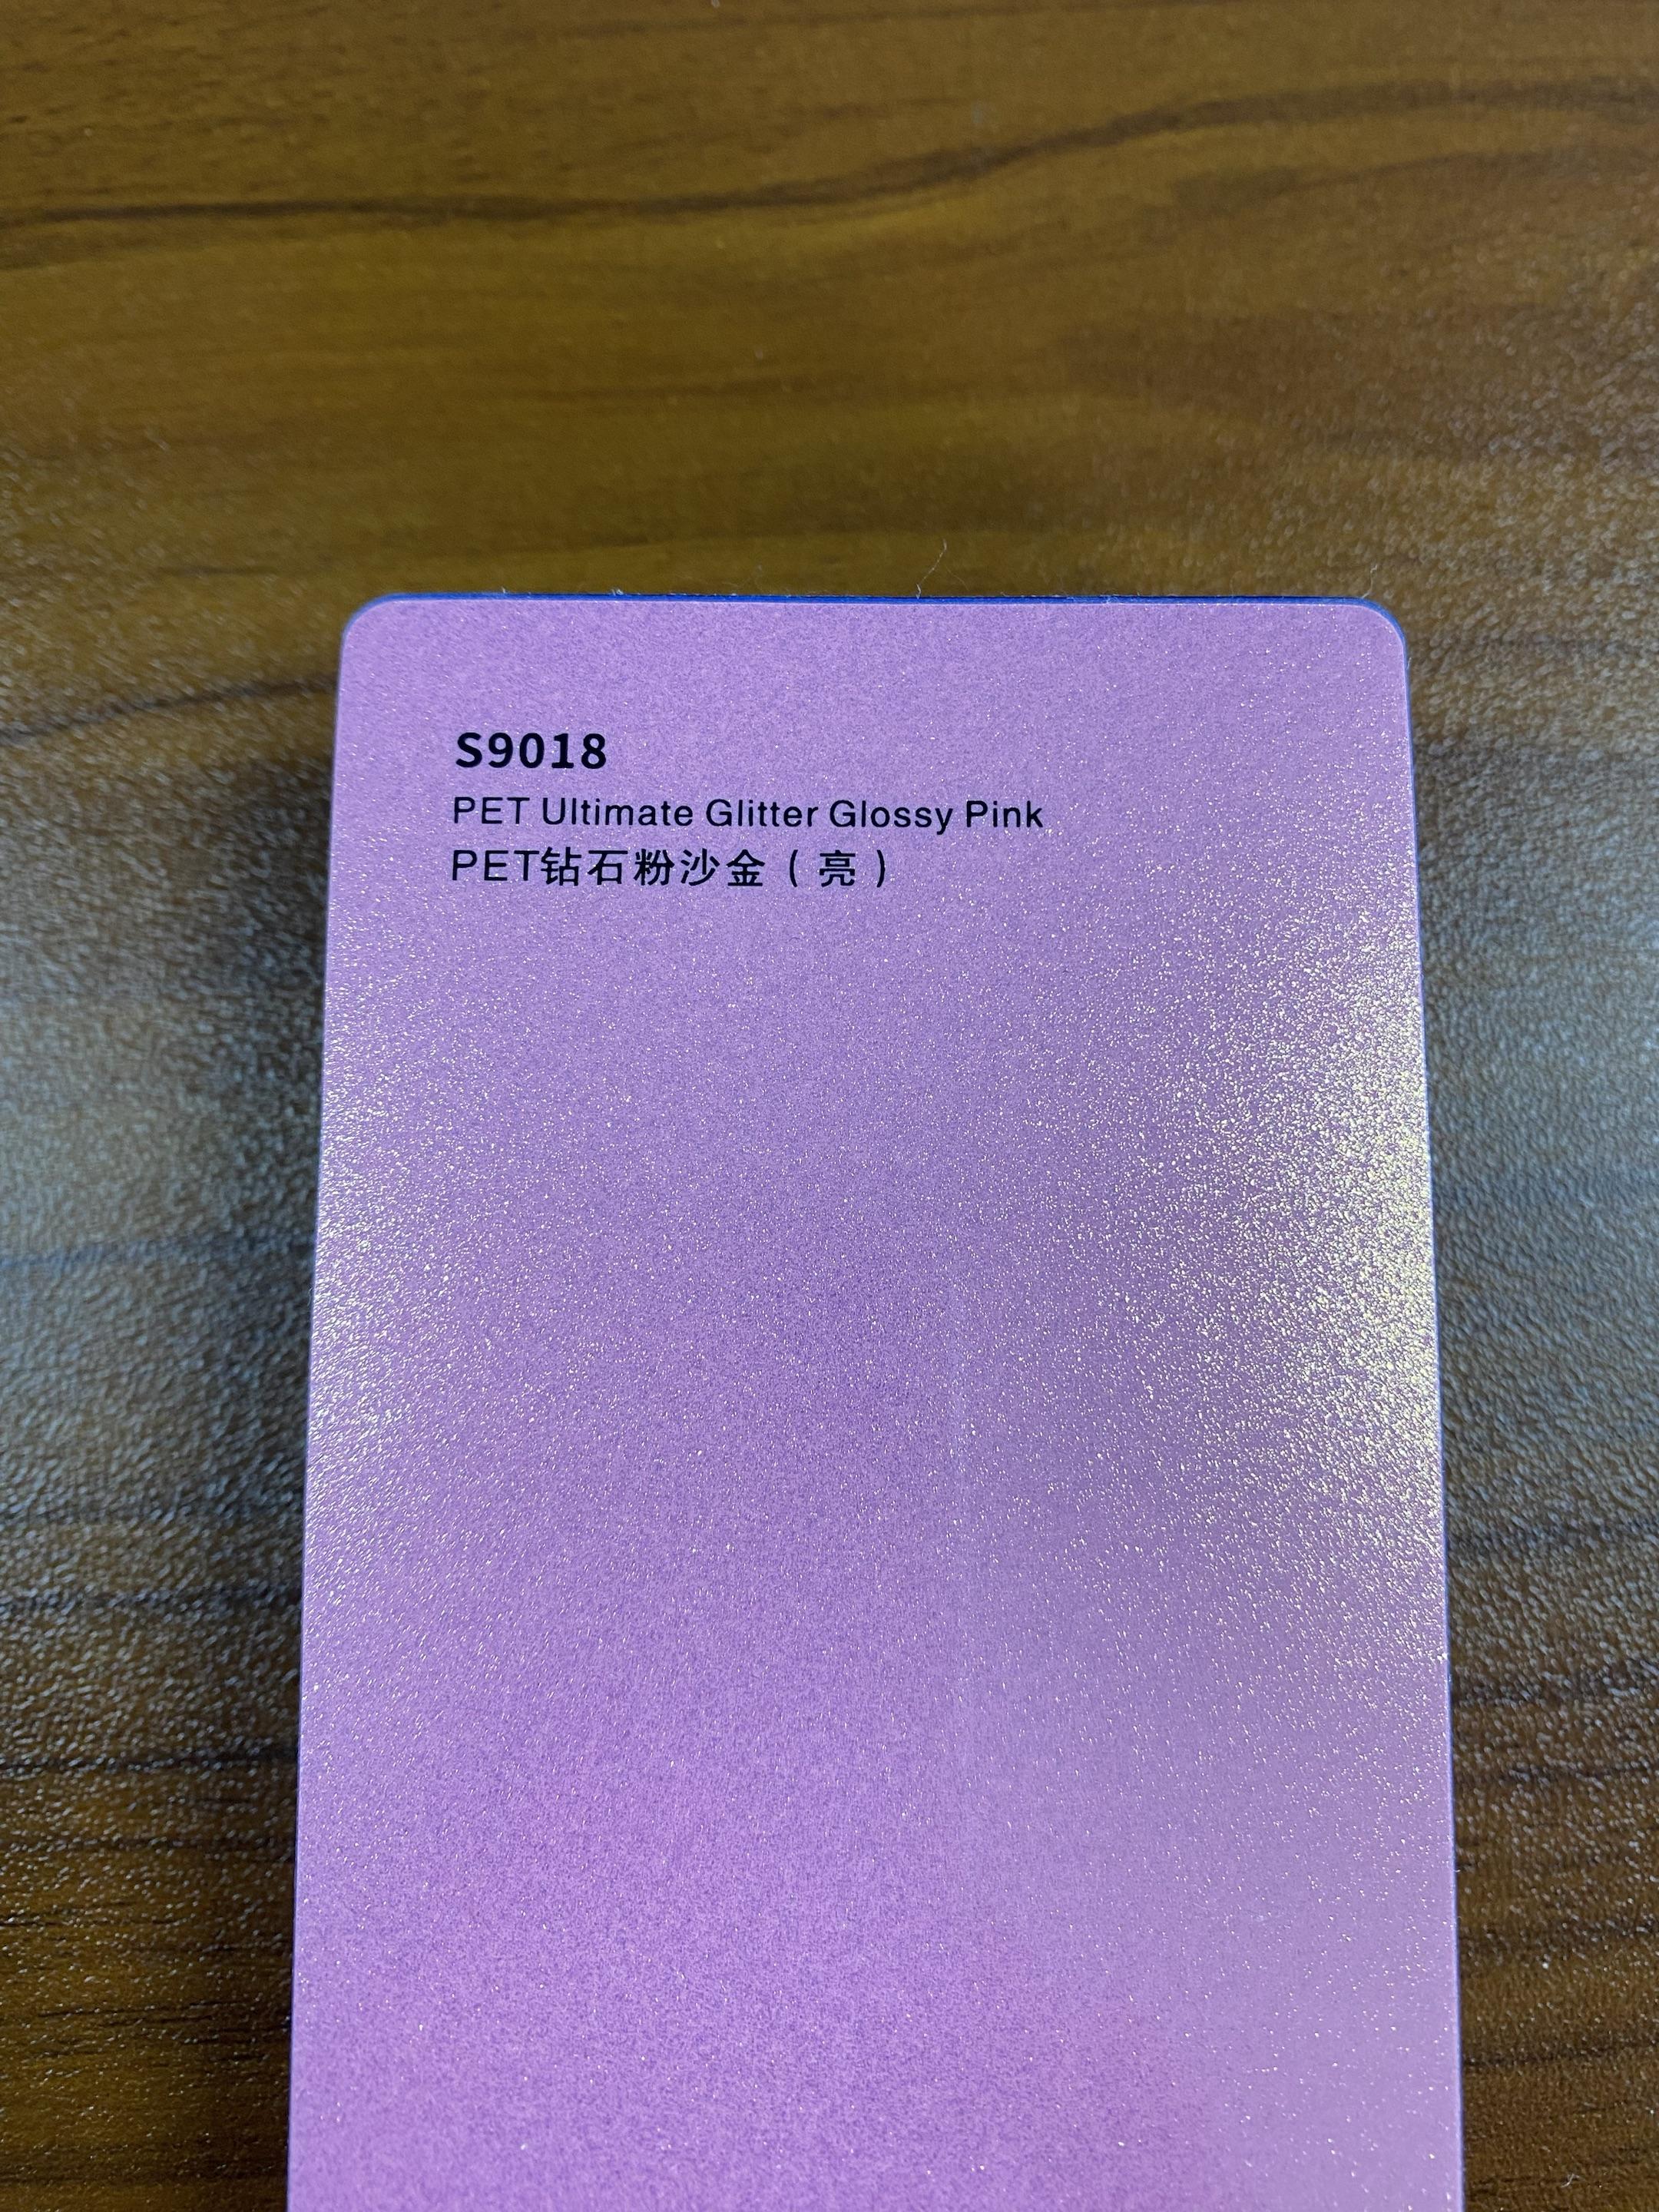 S9018
PET Ultimate Glitter Glossy Pink
PET钻石粉沙金（亮）